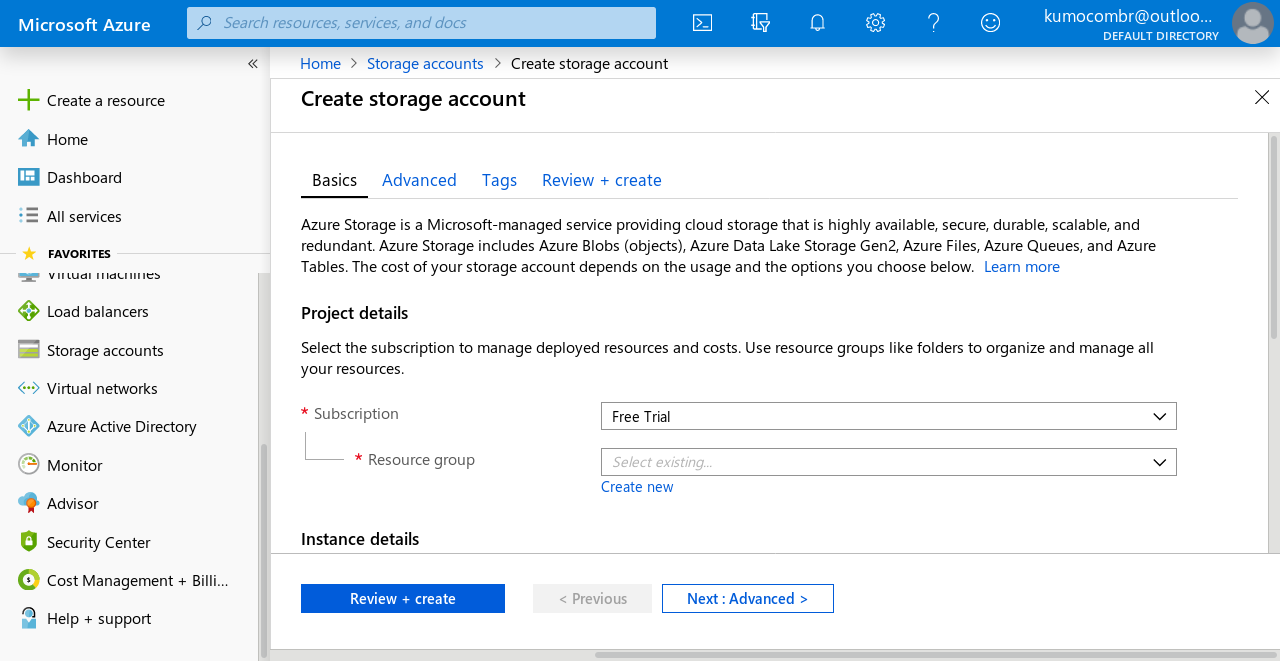 Microsoft Azure
Search resources, services, and docs
kumocombr@outloo...
DEFAULT DIRECTORY
Home > Storage accounts > Create storage account
Create storage account
Create a resource
Home
Dashboard
All services
FAVORITES
Virtual machines
Load balancers
Storage accounts
Virtual networks
Azure Active Directory
Monitor
Advisor
Security Center
Cost Management + Billi...
Help + support
Basics Advanced Tags Review + create
Azure Storage is a Microsoft-managed service providing cloud storage that is highly available, secure, durable, scalable, and
redundant. Azure Storage includes Azure Blobs (objects), Azure Data Lake Storage Gen2, Azure Files, Azure Queues, and Azure
Tables. The cost of your storage account depends on the usage and the options you choose below. Learn more
Project details
Select the subscription to manage deployed resources and costs. Use resource groups like folders to organize and manage all
your resources.
* Subscription
Free Trial
* Resource group
Select existing...
Create new
Instance details
Review + create
< Previous
Next : Advanced >